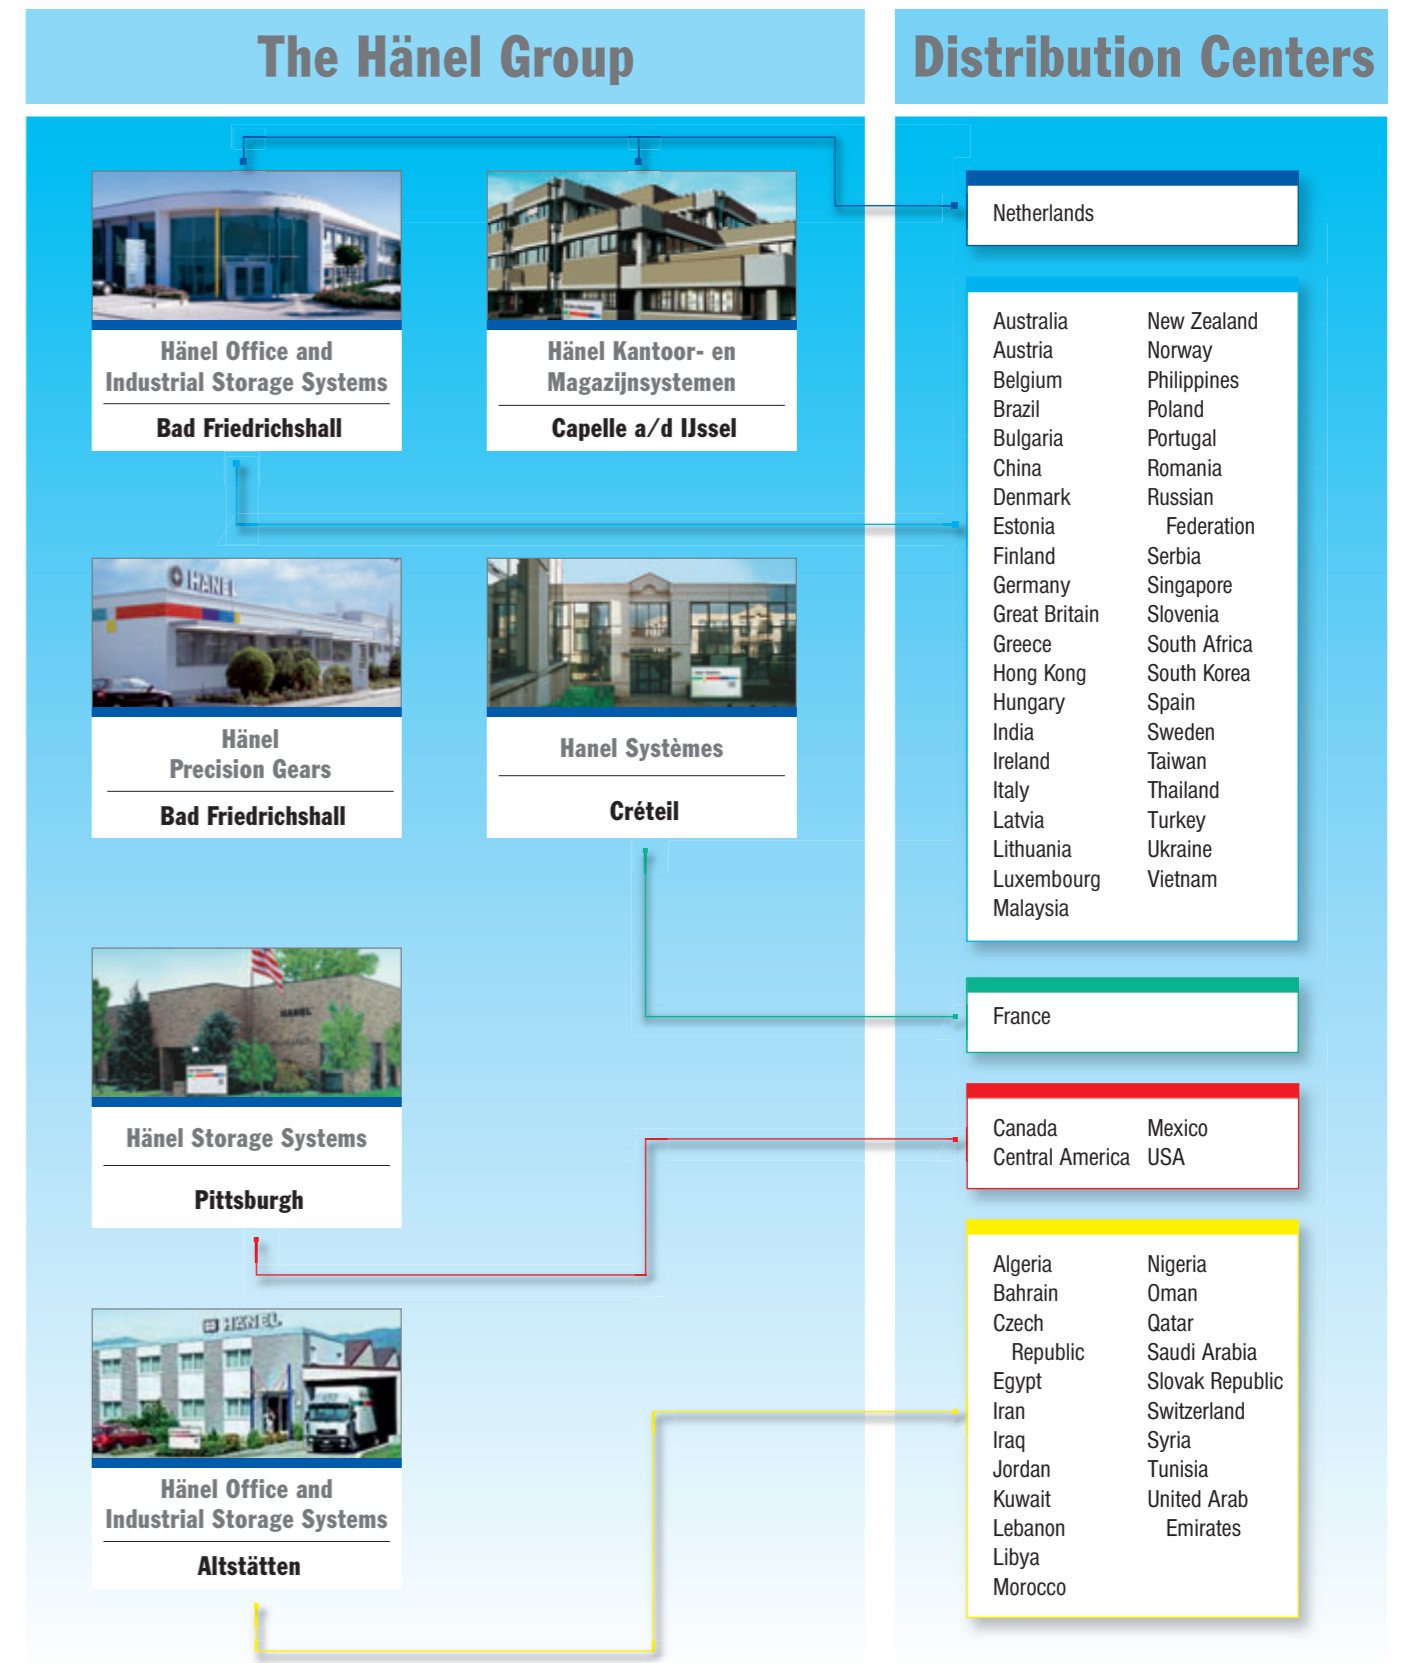 The Hänel Group
Distribution Centers
Hänel Office and
Industrial Storage Systems
Bad Friedrichshall
Hänel Kantoor- en
Magazijnsystemen
Capelle a/d IJssel
HÄNEL
Hänel
Precision Gears
Bad Friedrichshall
Hanel Systèmes
Créteil
HÄNEL
Hänel Storage Systems
Pittsburgh
HÄNEL
Hänel Office and
Industrial Storage Systems
Altstätten
Netherlands
Australia
Austria
Belgium
Brazil
Bulgaria
China
Denmark
Estonia
Finland
Germany
Great Britain
Greece
Hong Kong
Hungary
India
Ireland
Italy
Latvia
Lithuania
Luxembourg
Malaysia
New Zealand
Norway
Philippines
Poland
Portugal
Romania
Russian
Federation
Serbia
Singapore
Slovenia
South Africa
South Korea
Spain
Sweden
Taiwan
Thailand
Turkey
Ukraine
Vietnam
France
Canada
Central America
Mexico
USA
Algeria
Bahrain
Czech
Republic
Egypt
Iran
Iraq
Jordan
Kuwait
Lebanon
Libya
Morocco
Nigeria
Oman
Qatar
Saudi Arabia
Slovak Republic
Switzerland
Syria
Tunisia
United Arab
Emirates